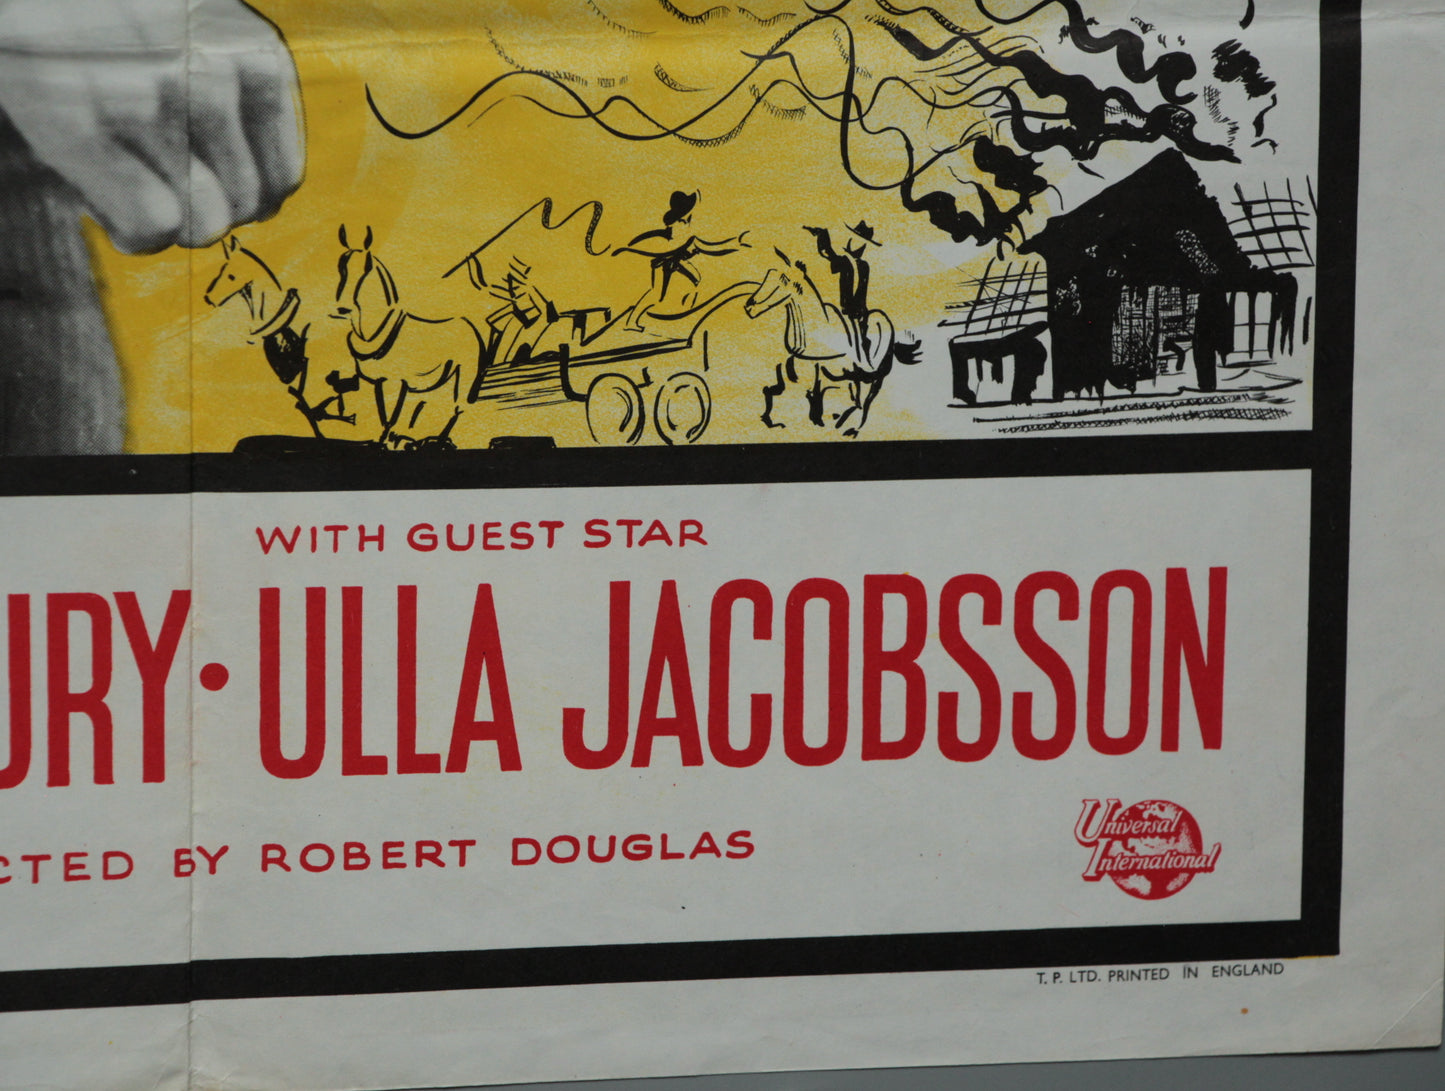 WITH GUEST STAR
URY · ULLA JACOBSSON
CTED BY ROBERT DOUGLAS
Universal
International
T. P. LTD. PRINTED IN ENGLAND